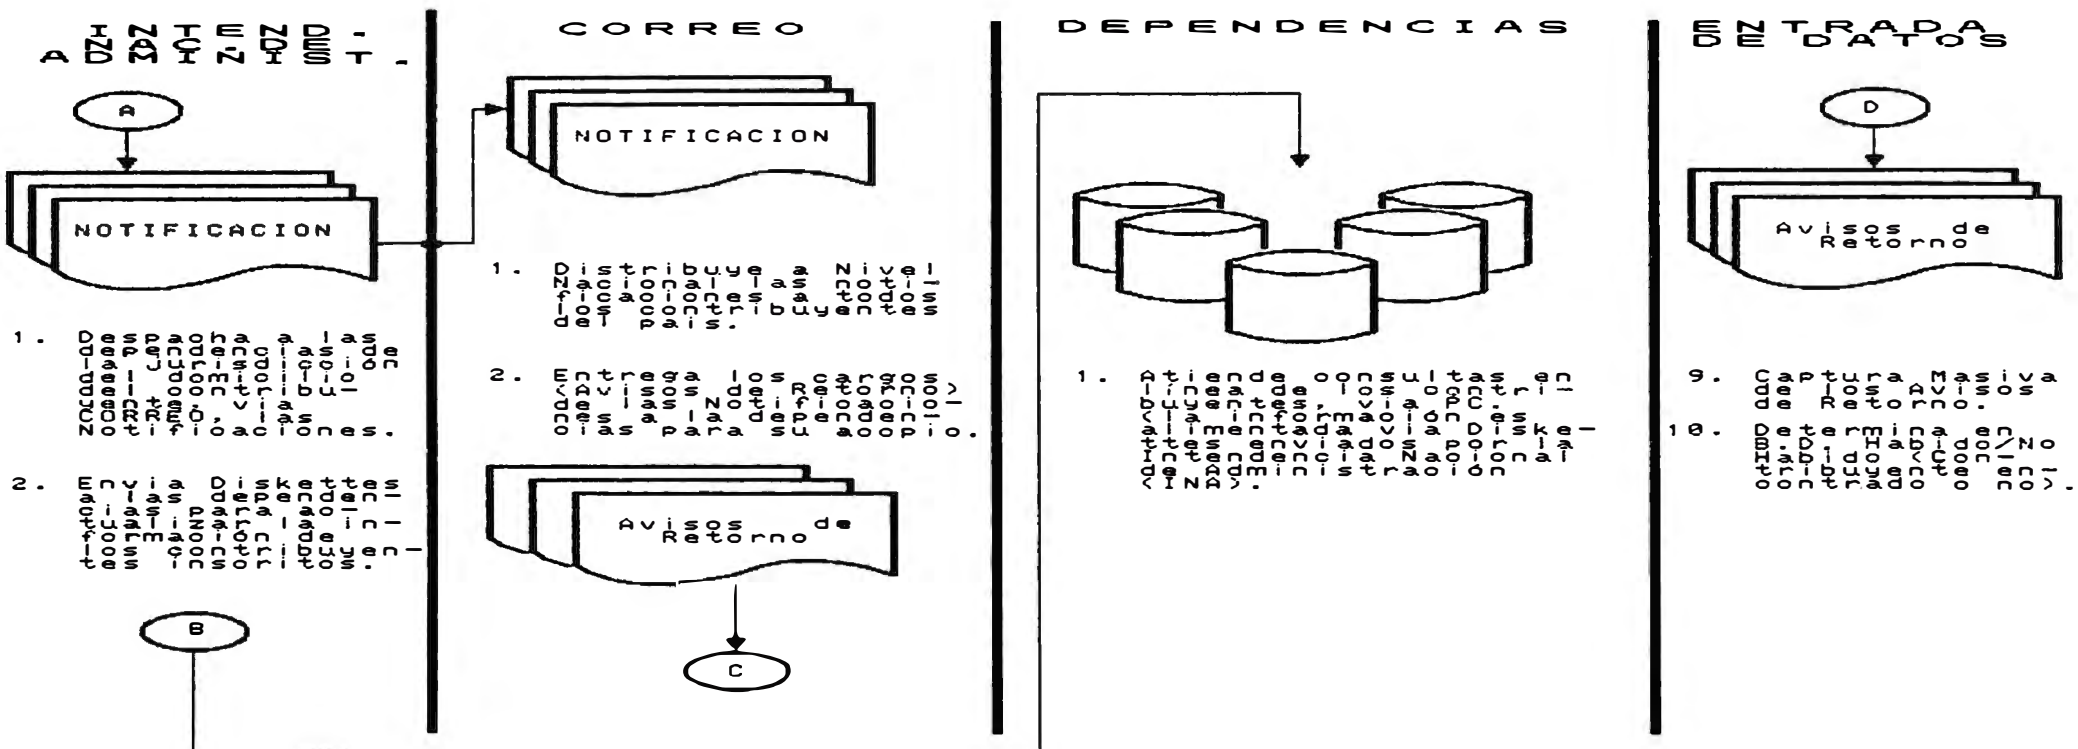 INTEND.
NAC. DE
ADMINIST.
A
NOTIFICACION
1. Despacha a las
dependencias de
la jurisdicción
del domicilio
del contribu-
yente, vía
CORREO, las
Notificaciones.
2. Envia Diskettes
a las dependen-
cias para ac-
tualizar la in-
formación de
los contribuyen-
tes inscritos.
B
CORREO
NOTIFICACION
1. Distribuye a Nivel
Nacional las noti-
ficaciones a todos
los contribuyentes
del pais.
2. Entrega los cargos
(Avisos de Retorno)
de las Notificacio-
nes a la dependen-
cias para su acopio.
Avisos de
Retorno
C
DEPENDENCIAS
1. Atiende consultas en
línea de los contri-
buyentes, vía P.C.s
(la información es
alimentada vía Diske-
ttes enviados por la
Intendencia Nacional
de Administración
(INA).
ENTRADA
DE DATOS
D
Avisos de
Retorno
9. Captura Masiva
de los Avisos
de Retorno.
10. Determina en
B.D. Habido/No
Habido (Con-
tribuyente en-
contrado o no).